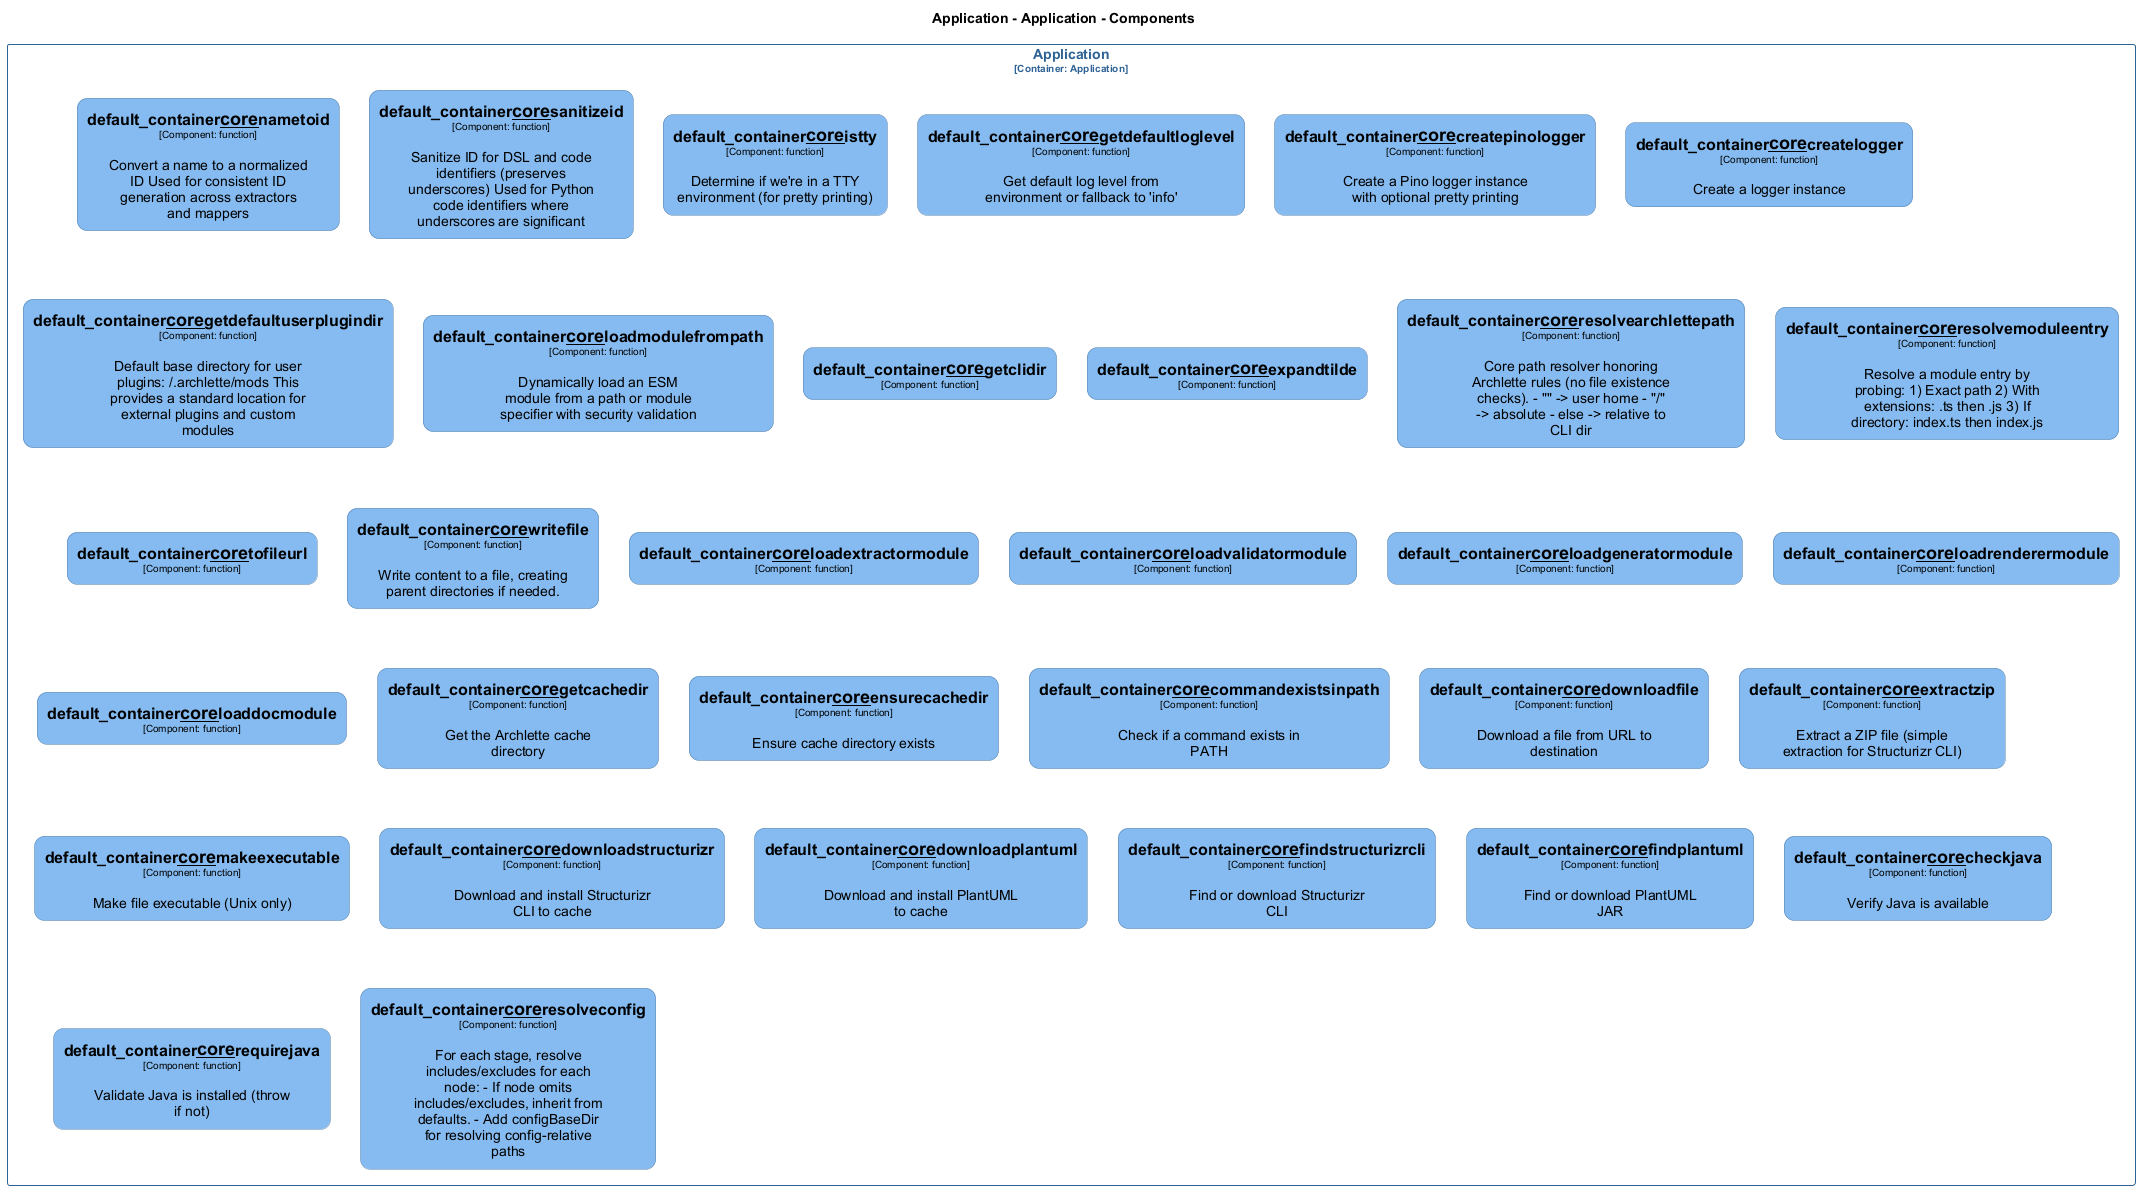 Application - Application - Components
Application
[Container: Application]
default_containercorenametoid
[Component: function]
Convert a name to a normalized
ID Used for consistent ID
generation across extractors
and mappers
default_containercoresanitizeid
[Component: function]
Sanitize ID for DSL and code
identifiers (preserves
underscores) Used for Python
code identifiers where
underscores are significant
default_containercoreistty
[Component: function]
Determine if we're in a TTY
environment (for pretty printing)
default_containercoregetdefaultloglevel
[Component: function]
Get default log level from
environment or fallback to 'info'
default_containercorecreatepinologger
[Component: function]
Create a Pino logger instance
with optional pretty printing
default_containercorecreatelogger
[Component: function]
Create a logger instance
default_containercoregetdefaultuserplugindir
[Component: function]
Default base directory for user
plugins: /.archlette/mods This
provides a standard location for
external plugins and custom
modules
default_containercoreloadmodulefrompath
[Component: function]
Dynamically load an ESM
module from a path or module
specifier with security validation
default_containercoregetclidir
[Component: function]
default_containercoreexpandtilde
[Component: function]
default_containercoreresolvearchlettepath
[Component: function]
Core path resolver honoring
Archlette rules (no file existence
checks). - "" -> user home - "/"
-> absolute - else -> relative to
CLI dir
default_containercoreresolvemoduleentry
[Component: function]
Resolve a module entry by
probing: 1) Exact path 2) With
extensions: .ts then .js 3) If
directory: index.ts then index.js
default_containercoretofileurl
[Component: function]
default_containercorewritefile
[Component: function]
Write content to a file, creating
parent directories if needed.
default_containercoreloadextractormodule
[Component: function]
default_containercoreloadvalidatormodule
[Component: function]
default_containercoreloadgeneratormodule
[Component: function]
default_containercoreloadrenderermodule
[Component: function]
default_containercoreloaddocmodule
[Component: function]
default_containercoregetcachedir
[Component: function]
Get the Archlette cache
directory
default_containercoreensurecachedir
[Component: function]
Ensure cache directory exists
default_containercorecommandexistsinpath
[Component: function]
Check if a command exists in
PATH
default_containercoredownloadfile
[Component: function]
Download a file from URL to
destination
default_containercoreextractzip
[Component: function]
Extract a ZIP file (simple
extraction for Structurizr CLI)
default_containercoremakeexecutable
[Component: function]
Make file executable (Unix only)
default_containercoredownloadstructurizr
[Component: function]
Download and install Structurizr
CLI to cache
default_containercoredownloadplantuml
[Component: function]
Download and install PlantUML
to cache
default_containercorefindstructurizrcli
[Component: function]
Find or download Structurizr
CLI
default_containercorefindplantuml
[Component: function]
Find or download PlantUML
JAR
default_containercorecheckjava
[Component: function]
Verify Java is available
default_containercorerequirejava
[Component: function]
Validate Java is installed (throw
if not)
default_containercoreresolveconfig
[Component: function]
For each stage, resolve
includes/excludes for each
node: - If node omits
includes/excludes, inherit from
defaults. - Add configBaseDir
for resolving config-relative
paths